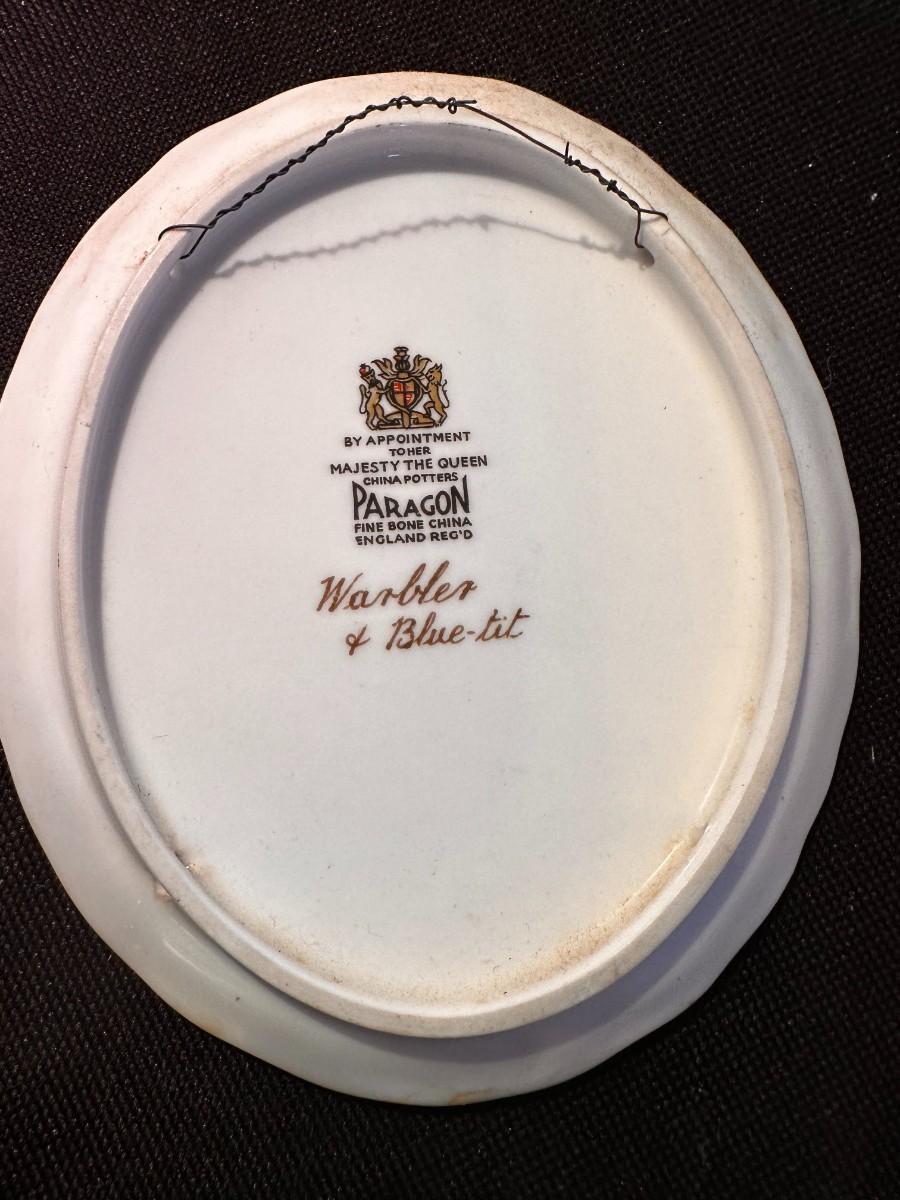 BY APPOINTMENT
TO HER
MAJESTY THE QUEEN
CHINA POTTERS
PARAGON
FINE BONE CHINA
ENGLAND REG'D
Warbler
& Blue-tit